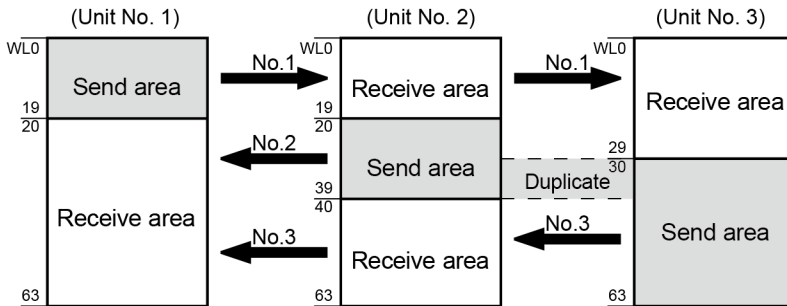 (Unit No. 1) (Unit No. 2) (Unit No. 3)
WL0 WL0 WL0
No.1 No.1
Send area Receive area Receive area
19 19
20 20
No.2
29
30
Send area Duplicate
39
40
Receive area No.3 Receive area No.3 Send area
63 63 63